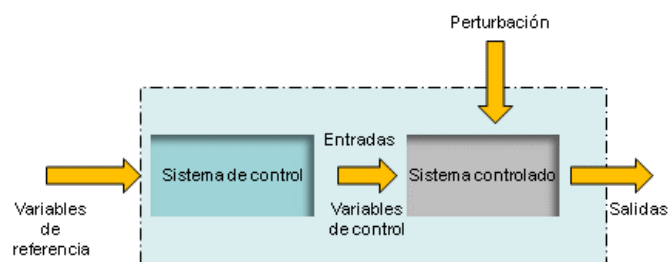 Perturbación
Entradas
Sistema de control
Sistema controlado
Variables
de
referencia
Variables
de control
Salidas